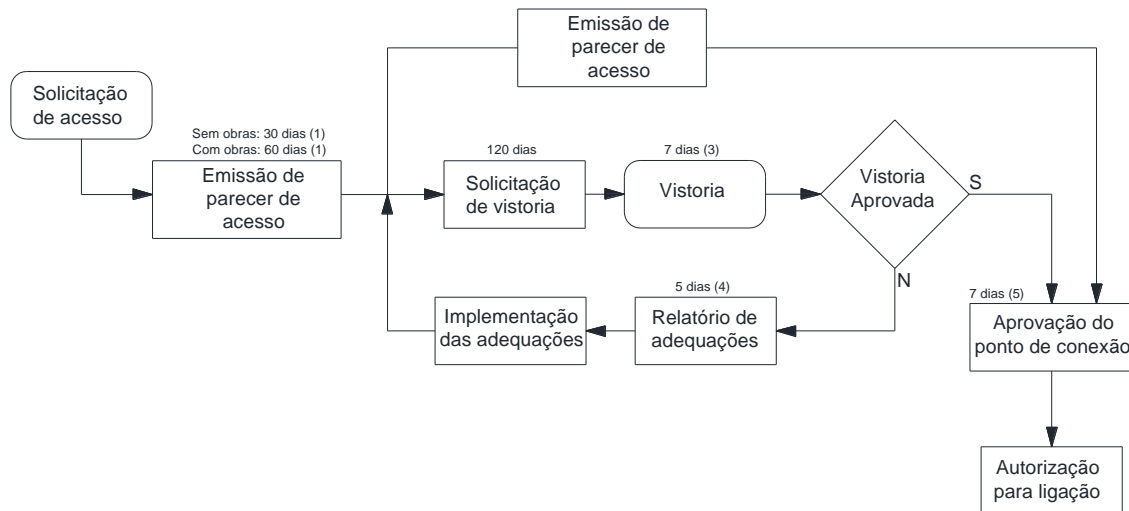 Emissão de
parecer de
acesso
Solicitação
de acesso
Sem obras: 30 dias (1)
Com obras: 60 dias (1)
Emissão de
parecer de
acesso
120 dias
Solicitação
de vistoria
7 dias (3)
Vistoria
Vistoria
Aprovada
S
N
Implementação
das adequações
5 dias (4)
Relatório de
adequações
7 dias (5)
Aprovação do
ponto de conexão
Autorização
para ligação